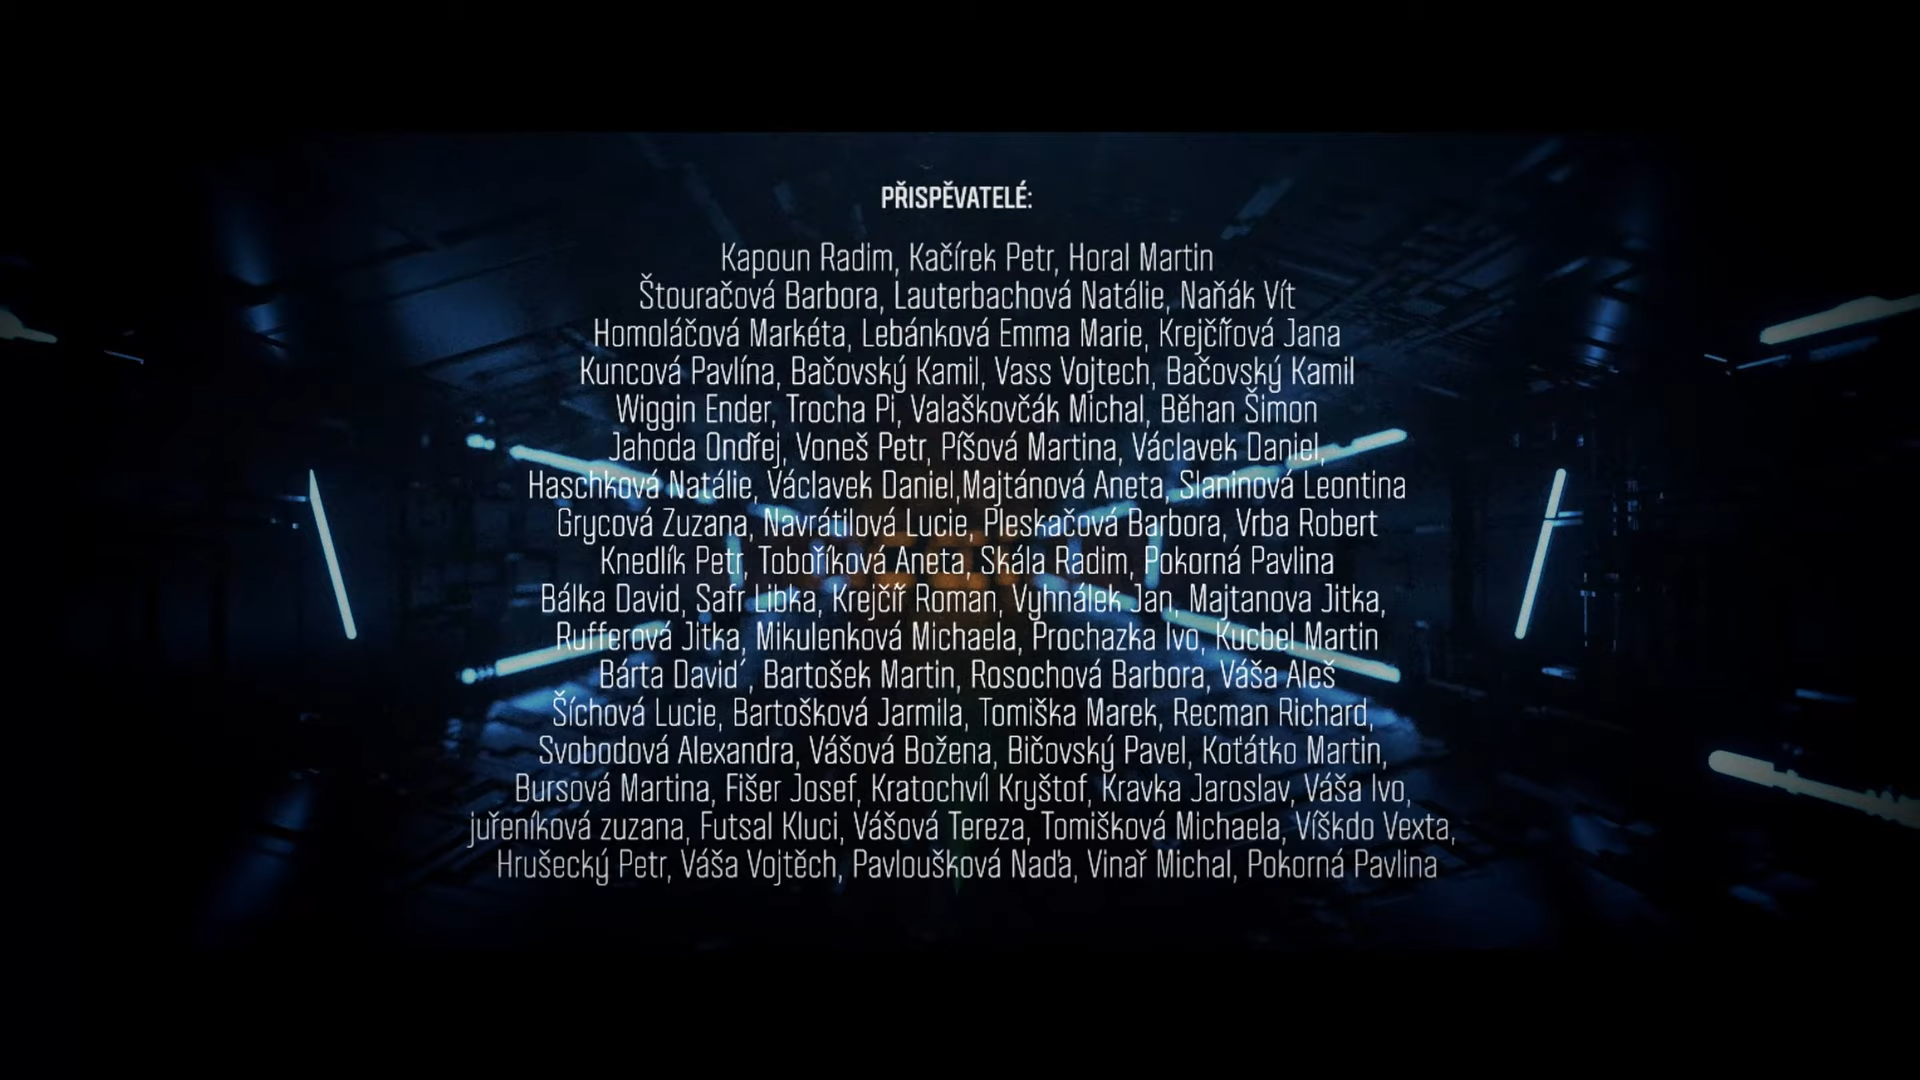 PŘISPĚVATELÉ:
Kapoun Radim, Kačírek Petr, Horal Martin
Štouračová Barbora, Lauterbachová Natálie, Naňák Vít
Homoláčová Markéta, Lebánková Emma Marie, Krejčířová Jana
Kuncová Pavlína, Bačovský Kamil, Vass Vojtech, Bačovský Kamil
Wiggin Ender, Trocha Pi, Valaškovčák Michal, Běhan Šimon
Jahoda Ondřej, Voneš Petr, Píšová Martina, Václavek Daniel,
Haschková Natálie, Václavek Daniel,Majtánová Aneta, Slaninová Leontina
Grycová Zuzana, Navrátilová Lucie, Pleskačová Barbora, Vrba Robert
Knedlík Petr, Toboříková Aneta, Skála Radim, Pokorná Pavlina
Bálka David, Safr Libka, Krejčíř Roman, Vyhnálek Jan, Majtanova Jitka,
Rufferová Jitka, Mikulenková Michaela, Prochazka Ivo, Kucbel Martin
Bárta David´, Bartošek Martin, Rosochová Barbora, Váša Aleš
Šíchová Lucie, Bartošková Jarmila, Tomiška Marek, Recman Richard,
Svobodová Alexandra, Vášová Božena, Bičovský Pavel, Koťátko Martin,
Bursová Martina, Fišer Josef, Kratochvíl Kryštof, Kravka Jaroslav, Váša Ivo,
juřeníková zuzana, Futsal Kluci, Vášová Tereza, Tomišková Michaela, Víškdo Vexta,
Hrušecký Petr, Váša Vojtěch, Pavloušková Naďa, Vinař Michal, Pokorná Pavlina